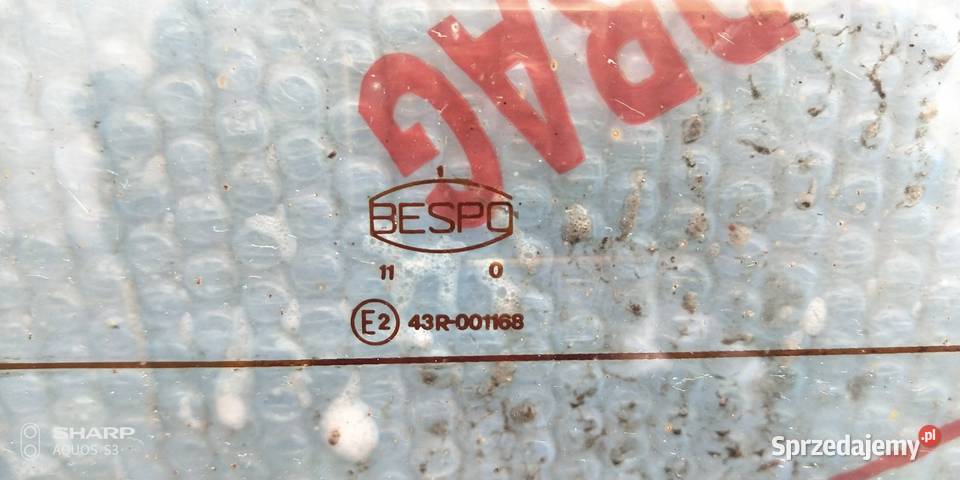 BESPO
11 0
E2 43R-001168
SHARP
AQUOS S3
Sprzedajemy.pl